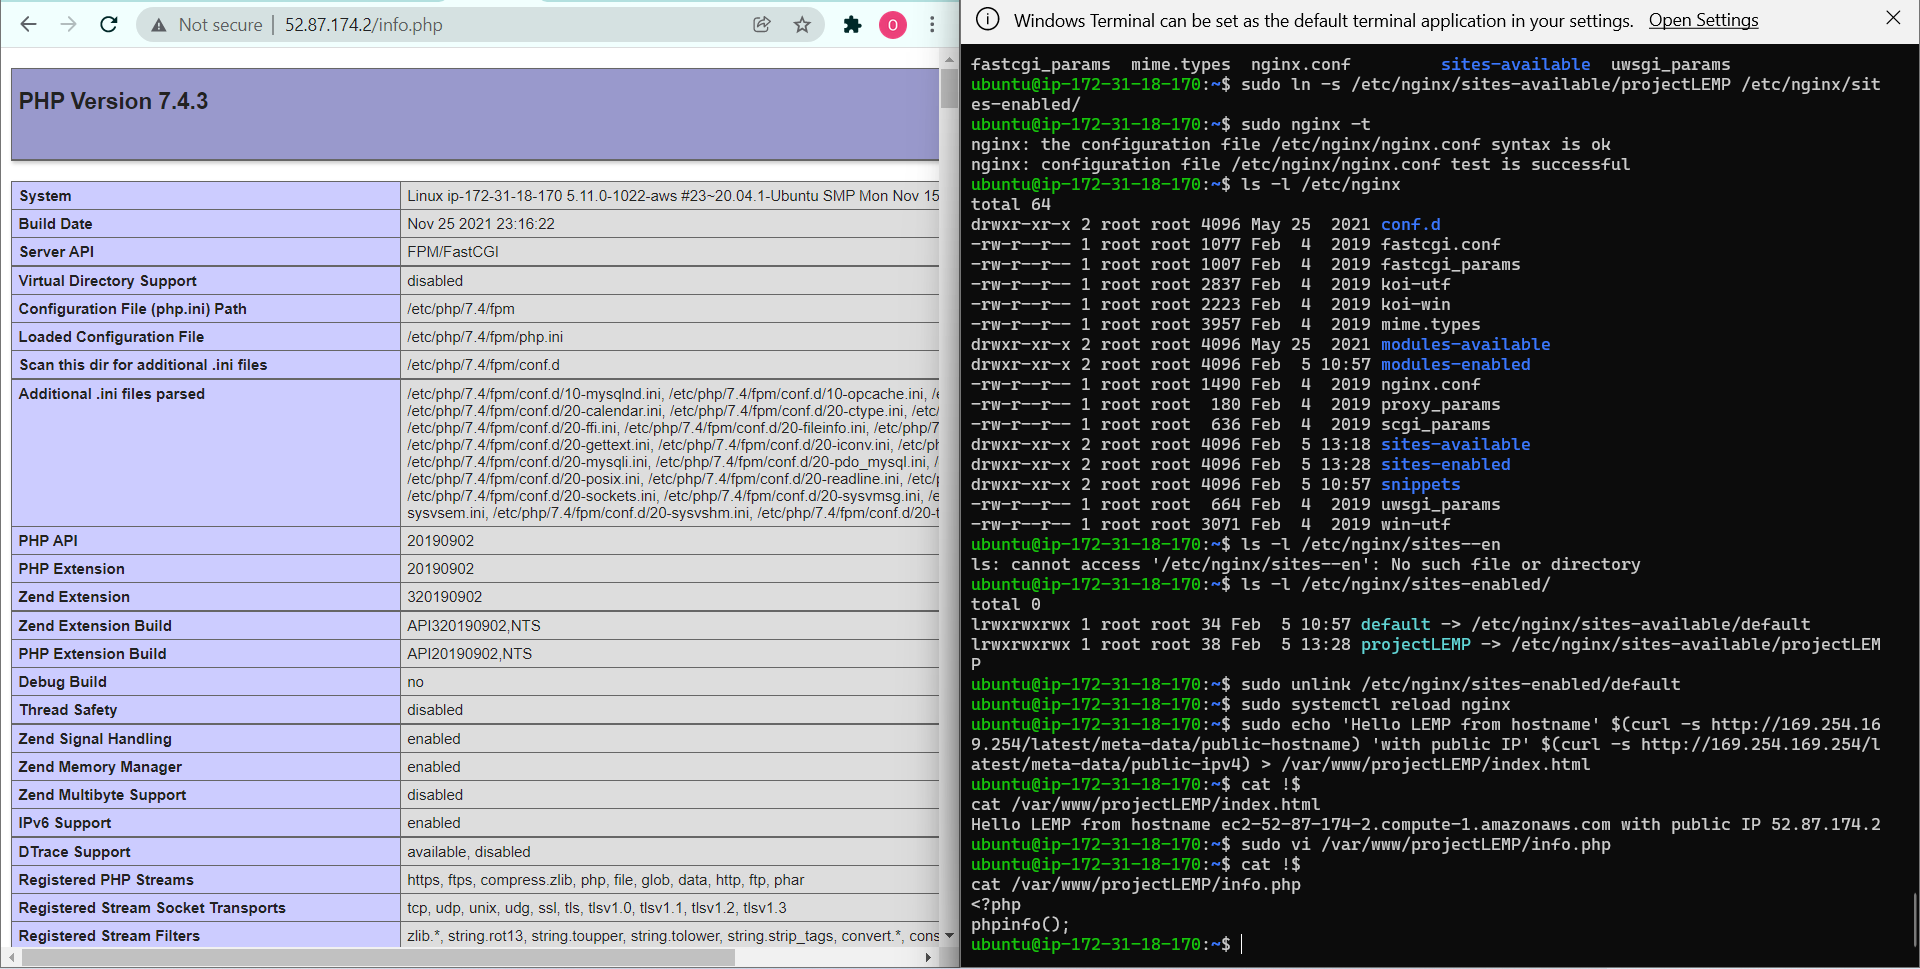 Not secure | 52.87.174.2/info.php
O
PHP Version 7.4.3
System Linux ip-172-31-18-170 5.11.0-1022-aws #23~20.04.1-Ubuntu SMP Mon Nov 15
Build Date Nov 25 2021 23:16:22
Server API FPM/FastCGI
Virtual Directory Support disabled
Configuration File (php.ini) Path /etc/php/7.4/fpm
Loaded Configuration File /etc/php/7.4/fpm/php.ini
Scan this dir for additional .ini files /etc/php/7.4/fpm/conf.d
Additional .ini files parsed /etc/php/7.4/fpm/conf.d/10-mysqlnd.ini, /etc/php/7.4/fpm/conf.d/10-opcache.ini, /e
/etc/php/7.4/fpm/conf.d/20-calendar.ini, /etc/php/7.4/fpm/conf.d/20-ctype.ini, /etc/
/etc/php/7.4/fpm/conf.d/20-ffi.ini, /etc/php/7.4/fpm/conf.d/20-fileinfo.ini, /etc/php/7
/etc/php/7.4/fpm/conf.d/20-gettext.ini, /etc/php/7.4/fpm/conf.d/20-iconv.ini, /etc/ph
/etc/php/7.4/fpm/conf.d/20-mysqli.ini, /etc/php/7.4/fpm/conf.d/20-pdo_mysql.ini, /
/etc/php/7.4/fpm/conf.d/20-posix.ini, /etc/php/7.4/fpm/conf.d/20-readline.ini, /etc/p
/etc/php/7.4/fpm/conf.d/20-sockets.ini, /etc/php/7.4/fpm/conf.d/20-sysvmsg.ini, /e
sysvsem.ini, /etc/php/7.4/fpm/conf.d/20-sysvshm.ini, /etc/php/7.4/fpm/conf.d/20-t
PHP API 20190902
PHP Extension 20190902
Zend Extension 320190902
Zend Extension Build API320190902,NTS
PHP Extension Build API20190902,NTS
Debug Build no
Thread Safety disabled
Zend Signal Handling enabled
Zend Memory Manager enabled
Zend Multibyte Support disabled
IPv6 Support enabled
DTrace Support available, disabled
Registered PHP Streams https, ftps, compress.zlib, php, file, glob, data, http, ftp, phar
Registered Stream Socket Transports tcp, udp, unix, udg, ssl, tls, tlsv1.0, tlsv1.1, tlsv1.2, tlsv1.3
Registered Stream Filters zlib.*, string.rot13, string.toupper, string.tolower, string.strip_tags, convert.*, cons
Windows Terminal can be set as the default terminal application in your settings. Open Settings
fastcgi_params mime.types nginx.conf sites-available uwsgi_params
ubuntu@ip-172-31-18-170:~$ sudo ln -s /etc/nginx/sites-available/projectLEMP /etc/nginx/sit
es-enabled/
ubuntu@ip-172-31-18-170:~$ sudo nginx -t
nginx: the configuration file /etc/nginx/nginx.conf syntax is ok
nginx: configuration file /etc/nginx/nginx.conf test is successful
ubuntu@ip-172-31-18-170:~$ ls -l /etc/nginx
total 64
drwxr-xr-x 2 root root 4096 May 25 2021 conf.d
-rw-r--r-- 1 root root 1077 Feb 4 2019 fastcgi.conf
-rw-r--r-- 1 root root 1007 Feb 4 2019 fastcgi_params
-rw-r--r-- 1 root root 2837 Feb 4 2019 koi-utf
-rw-r--r-- 1 root root 2223 Feb 4 2019 koi-win
-rw-r--r-- 1 root root 3957 Feb 4 2019 mime.types
drwxr-xr-x 2 root root 4096 May 25 2021 modules-available
drwxr-xr-x 2 root root 4096 Feb 5 10:57 modules-enabled
-rw-r--r-- 1 root root 1490 Feb 4 2019 nginx.conf
-rw-r--r-- 1 root root 180 Feb 4 2019 proxy_params
-rw-r--r-- 1 root root 636 Feb 4 2019 scgi_params
drwxr-xr-x 2 root root 4096 Feb 5 13:18 sites-available
drwxr-xr-x 2 root root 4096 Feb 5 13:28 sites-enabled
drwxr-xr-x 2 root root 4096 Feb 5 10:57 snippets
-rw-r--r-- 1 root root 664 Feb 4 2019 uwsgi_params
-rw-r--r-- 1 root root 3071 Feb 4 2019 win-utf
ubuntu@ip-172-31-18-170:~$ ls -l /etc/nginx/sites--en
ls: cannot access '/etc/nginx/sites--en': No such file or directory
ubuntu@ip-172-31-18-170:~$ ls -l /etc/nginx/sites-enabled/
total 0
lrwxrwxrwx 1 root root 34 Feb 5 10:57 default -> /etc/nginx/sites-available/default
lrwxrwxrwx 1 root root 38 Feb 5 13:28 projectLEMP -> /etc/nginx/sites-available/projectLEM
P
ubuntu@ip-172-31-18-170:~$ sudo unlink /etc/nginx/sites-enabled/default
ubuntu@ip-172-31-18-170:~$ sudo systemctl reload nginx
ubuntu@ip-172-31-18-170:~$ sudo echo 'Hello LEMP from hostname' $(curl -s http://169.254.16
9.254/latest/meta-data/public-hostname) 'with public IP' $(curl -s http://169.254.169.254/l
atest/meta-data/public-ipv4) > /var/www/projectLEMP/index.html
ubuntu@ip-172-31-18-170:~$ cat !$
cat /var/www/projectLEMP/index.html
Hello LEMP from hostname ec2-52-87-174-2.compute-1.amazonaws.com with public IP 52.87.174.2
ubuntu@ip-172-31-18-170:~$ sudo vi /var/www/projectLEMP/info.php
ubuntu@ip-172-31-18-170:~$ cat !$
cat /var/www/projectLEMP/info.php
<?php
phpinfo();
ubuntu@ip-172-31-18-170:~$